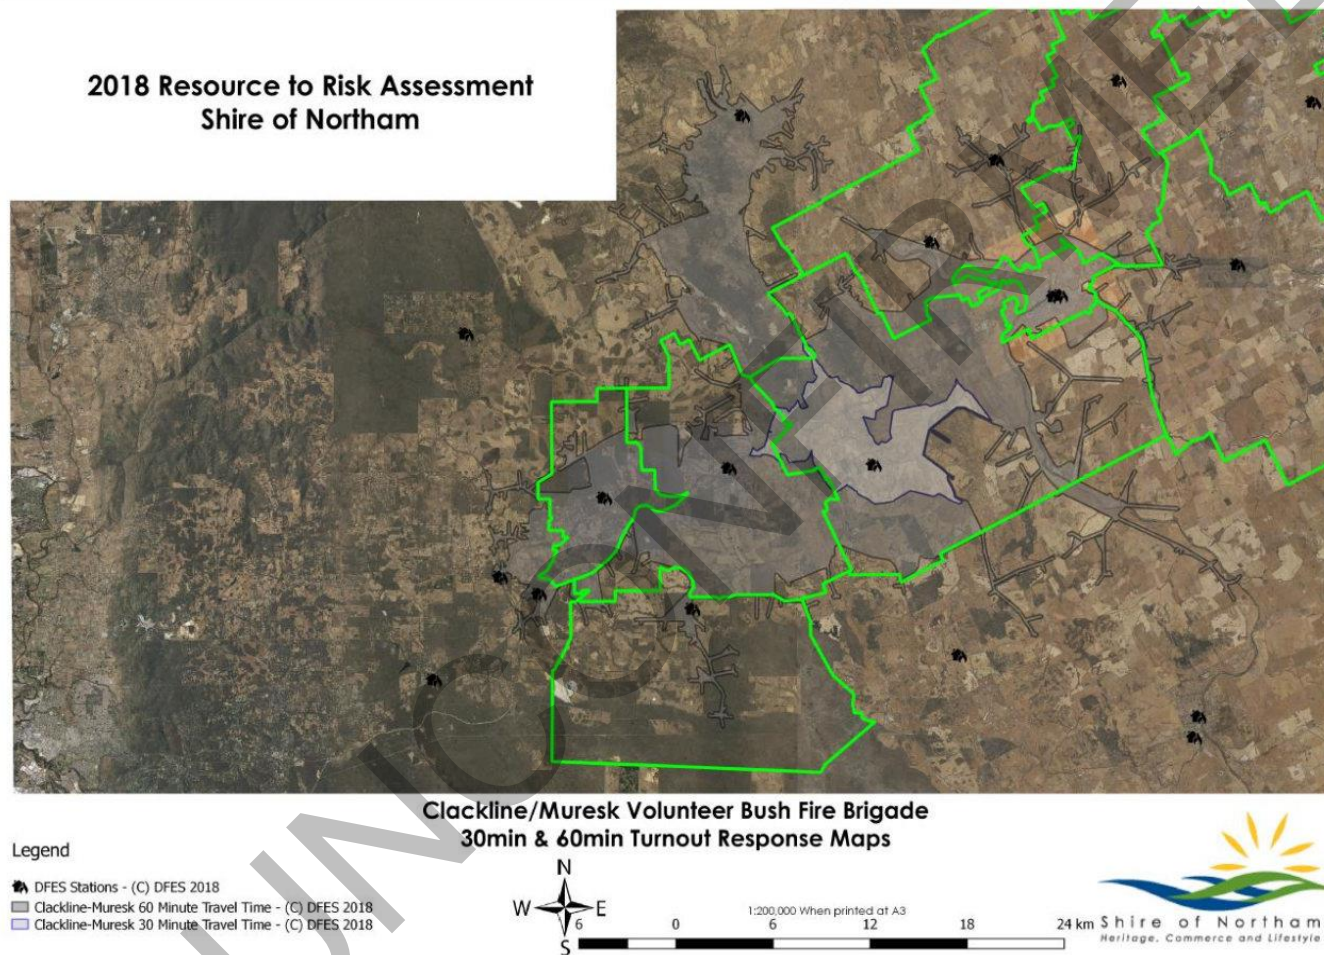 2018 Resource to Risk Assessment
Shire of Northam
UNCONFIRMED
Clackline/Muresk Volunteer Bush Fire Brigade
30min & 60min Turnout Response Maps
Legend
DFES Stations - (C) DFES 2018
Clackline-Muresk 60 Minute Travel Time - (C) DFES 2018
Clackline-Muresk 30 Minute Travel Time - (C) DFES 2018
N
W E
S
1:200,000 When printed at A3
6 0 6 12 18 24 km
Shire of Northam
Heritage, Commerce and Lifestyle